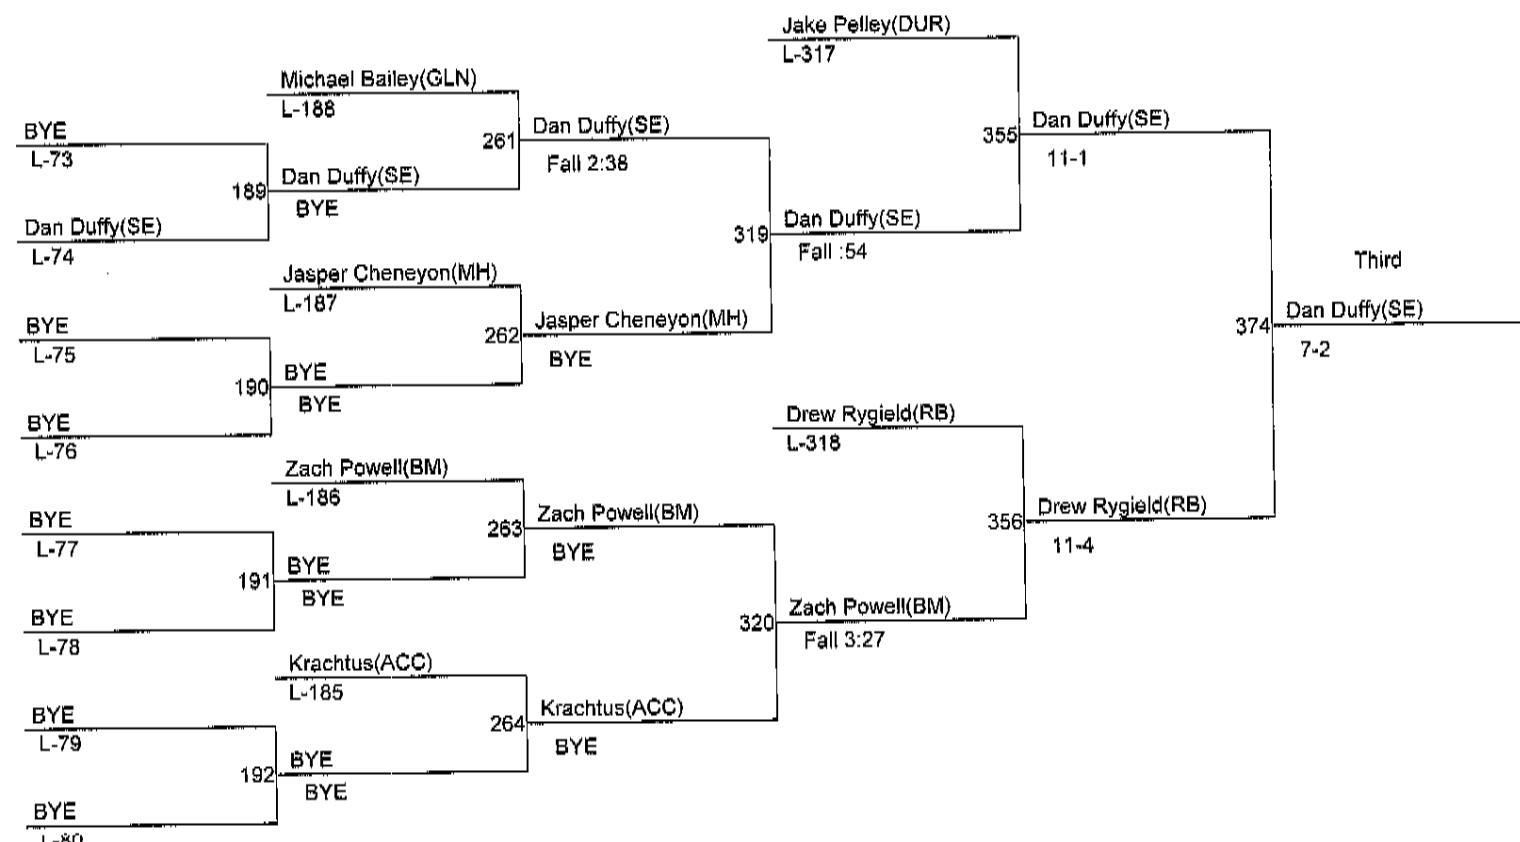 Jake Pelley(DUR)
L-317
Michael Bailey(GLN)
L-188
BYE
L-73
261
Dan Duffy(SE)
Fall 2:38
355
Dan Duffy(SE)
11-1
189
Dan Duffy(SE)
BYE
Dan Duffy(SE)
L-74
319
Dan Duffy(SE)
Fall :54
Third
Jasper Cheneyon(MH)
L-187
BYE
L-75
262
Jasper Cheneyon(MH)
BYE
374
Dan Duffy(SE)
7-2
190
BYE
BYE
BYE
L-76
Drew Rygield(RB)
L-318
Zach Powell(BM)
L-186
BYE
L-77
263
Zach Powell(BM)
BYE
356
Drew Rygield(RB)
11-4
191
BYE
BYE
BYE
L-78
320
Zach Powell(BM)
Fall 3:27
Krachtus(ACC)
L-185
BYE
L-79
264
Krachtus(ACC)
BYE
192
BYE
BYE
BYE
L-80